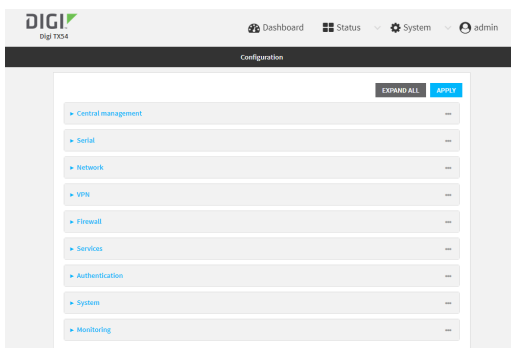 DIGI
Digi TX54
Dashboard Status System admin
Configuration
EXPAND ALL APPLY
Central management
Serial
Network
VPN
Firewall
Services
Authentication
System
Monitoring